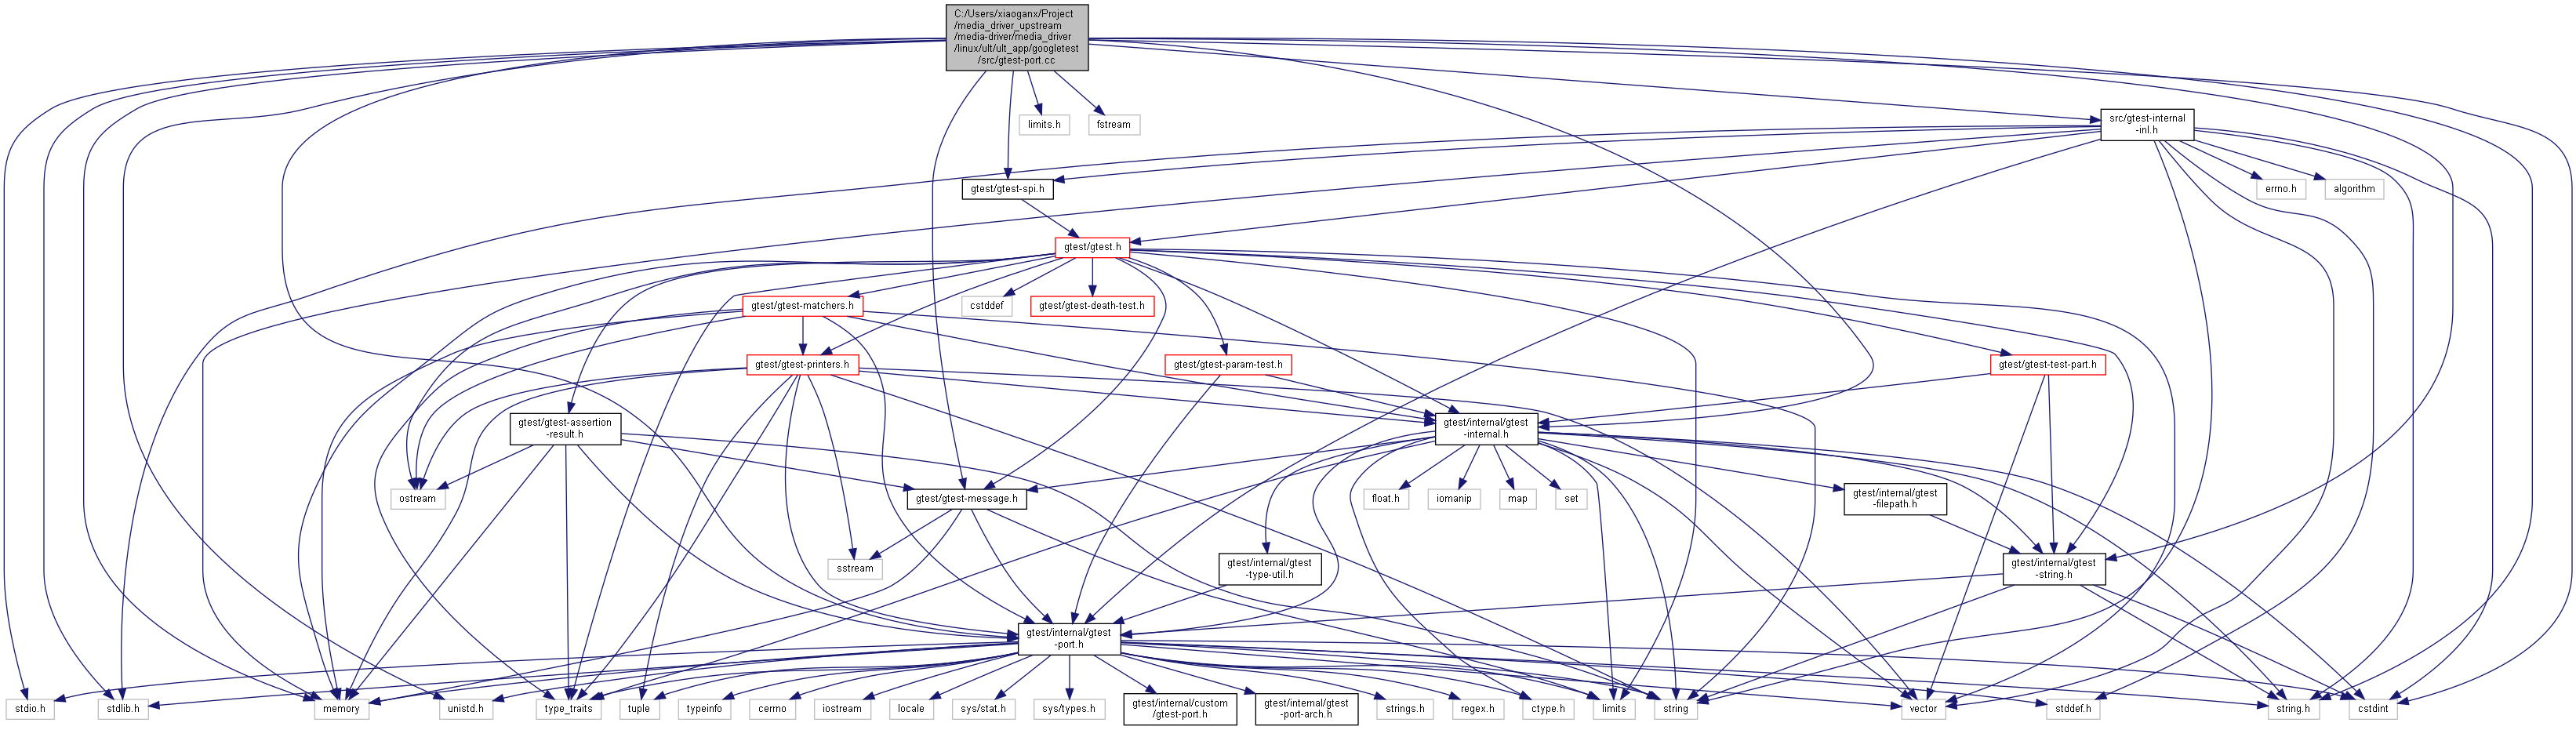 C:/Users/xiaoganx/Project
/media_driver_upstream
/media-driver/media_driver
/linux/ult/ult_app/googletest
/src/gtest-port.cc
limits.h
fstream
src/gtest-internal
-inl.h
gtest/gtest-spi.h
errno.h
algorithm
gtest/gtest.h
gtest/gtest-matchers.h
cstddef
gtest/gtest-death-test.h
gtest/gtest-printers.h
gtest/gtest-param-test.h
gtest/gtest-test-part.h
gtest/gtest-assertion
-result.h
gtest/internal/gtest
-internal.h
ostream
gtest/gtest-message.h
float.h
iomanip
map
set
gtest/internal/gtest
-filepath.h
sstream
gtest/internal/gtest
-type-util.h
gtest/internal/gtest
-string.h
gtest/internal/gtest
-port.h
stdio.h
stdlib.h
memory
unistd.h
type_traits
tuple
typeinfo
cerrno
iostream
locale
sys/stat.h
sys/types.h
gtest/internal/custom
/gtest-port.h
gtest/internal/gtest
-port-arch.h
strings.h
regex.h
ctype.h
limits
string
vector
stddef.h
string.h
cstdint